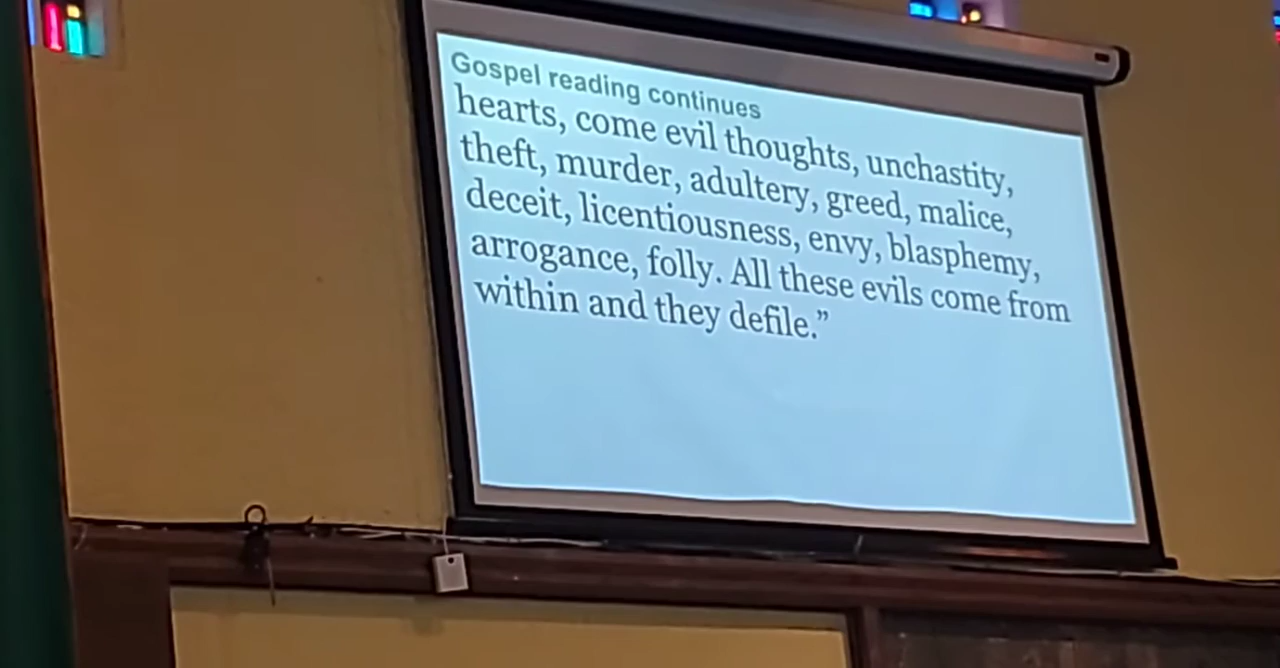 Gospel reading continues
hearts, come evil thoughts, unchastity,
theft, murder, adultery, greed, malice,
deceit, licentiousness, envy, blasphemy,
arrogance, folly. All these evils come from
within and they defile.”